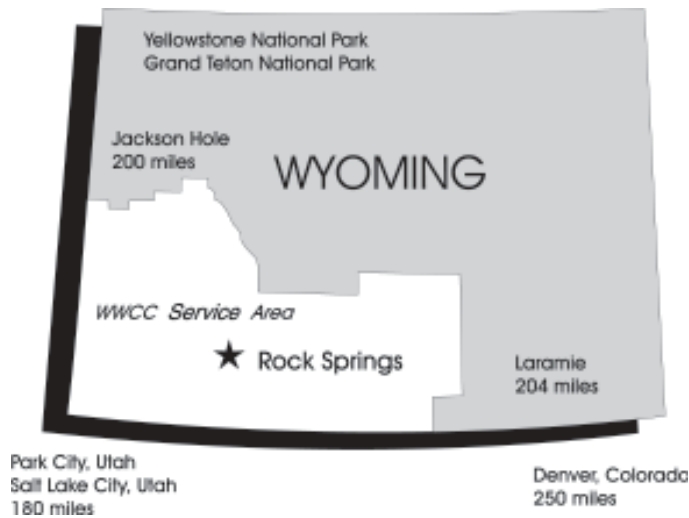 Yellowstone National Park
Grand Teton National Park
Jackson Hole
200 miles
WYOMING
WWCC Service Area
Rock Springs
Laramie
204 miles
Park City, Utah
Salt Lake City, Utah
180 miles
Denver, Colorado
250 miles